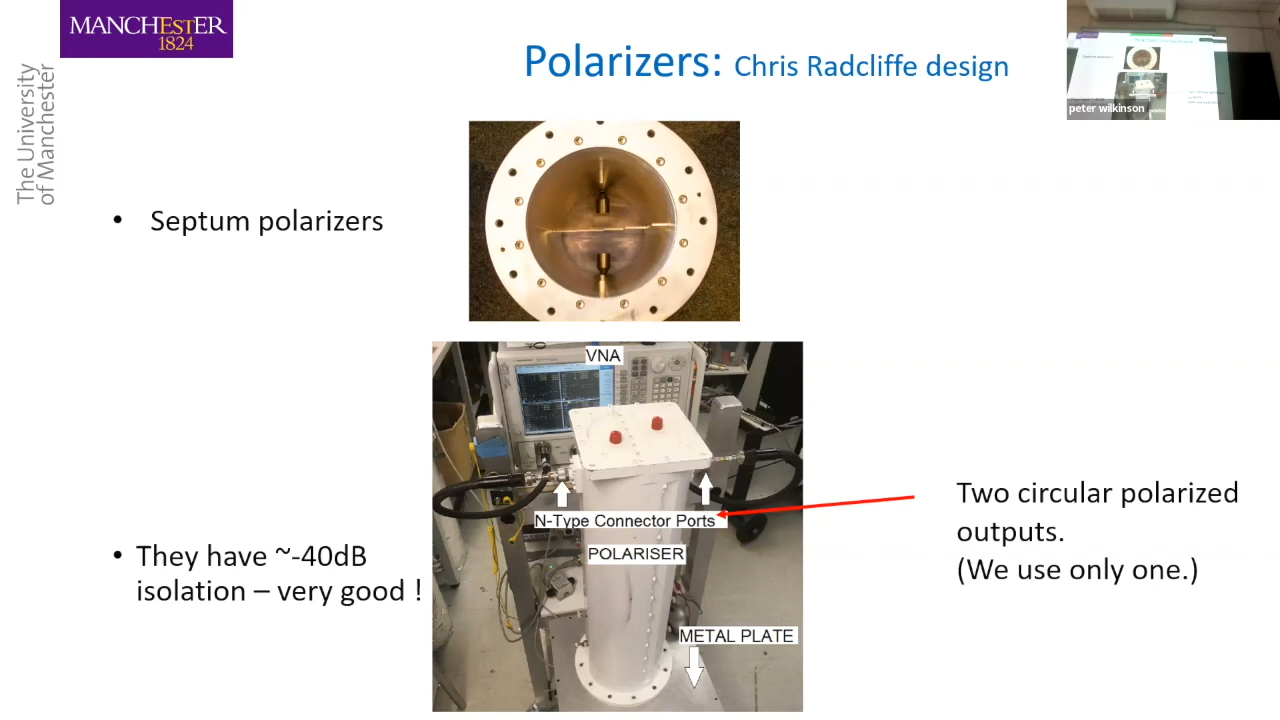 MANCHESTER
1824
The University
of Manchester
Polarizers: Chris Radcliffe design
peter wilkinson
• Septum polarizers
VNA
N-Type Connector Ports
POLARISER
METAL PLATE
• They have ~-40dB
isolation – very good !
Two circular polarized
outputs.
(We use only one.)